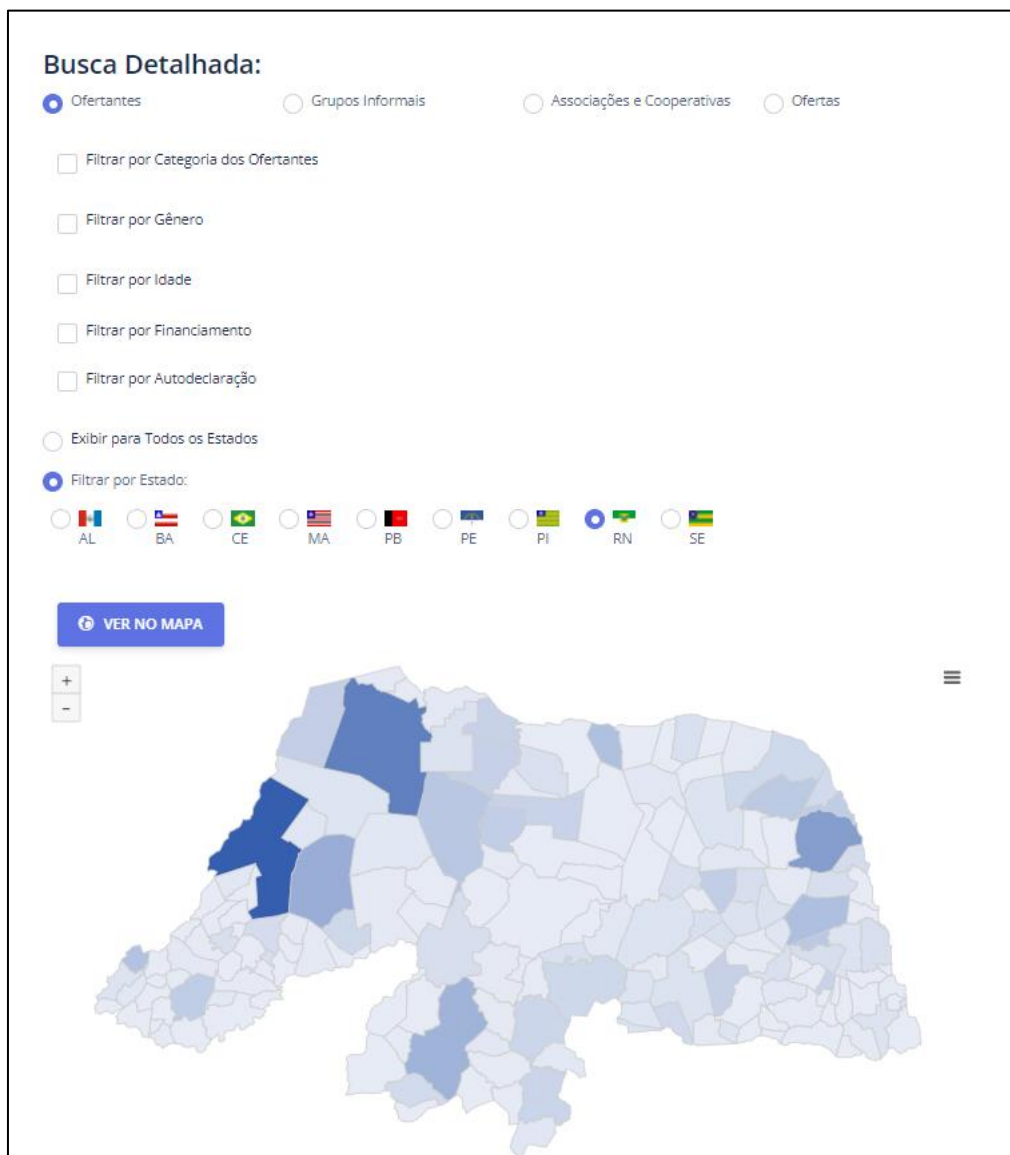 Busca Detalhada:
Ofertantes Grupos Informais Associações e Cooperativas Ofertas
Filtrar por Categoria dos Ofertantes
Filtrar por Gênero
Filtrar por Idade
Filtrar por Financiamento
Filtrar por Autodeclaração
Exibir para Todos os Estados
Filtrar por Estado:
AL BA CE MA PB PE PI RN SE
VER NO MAPA
+
-